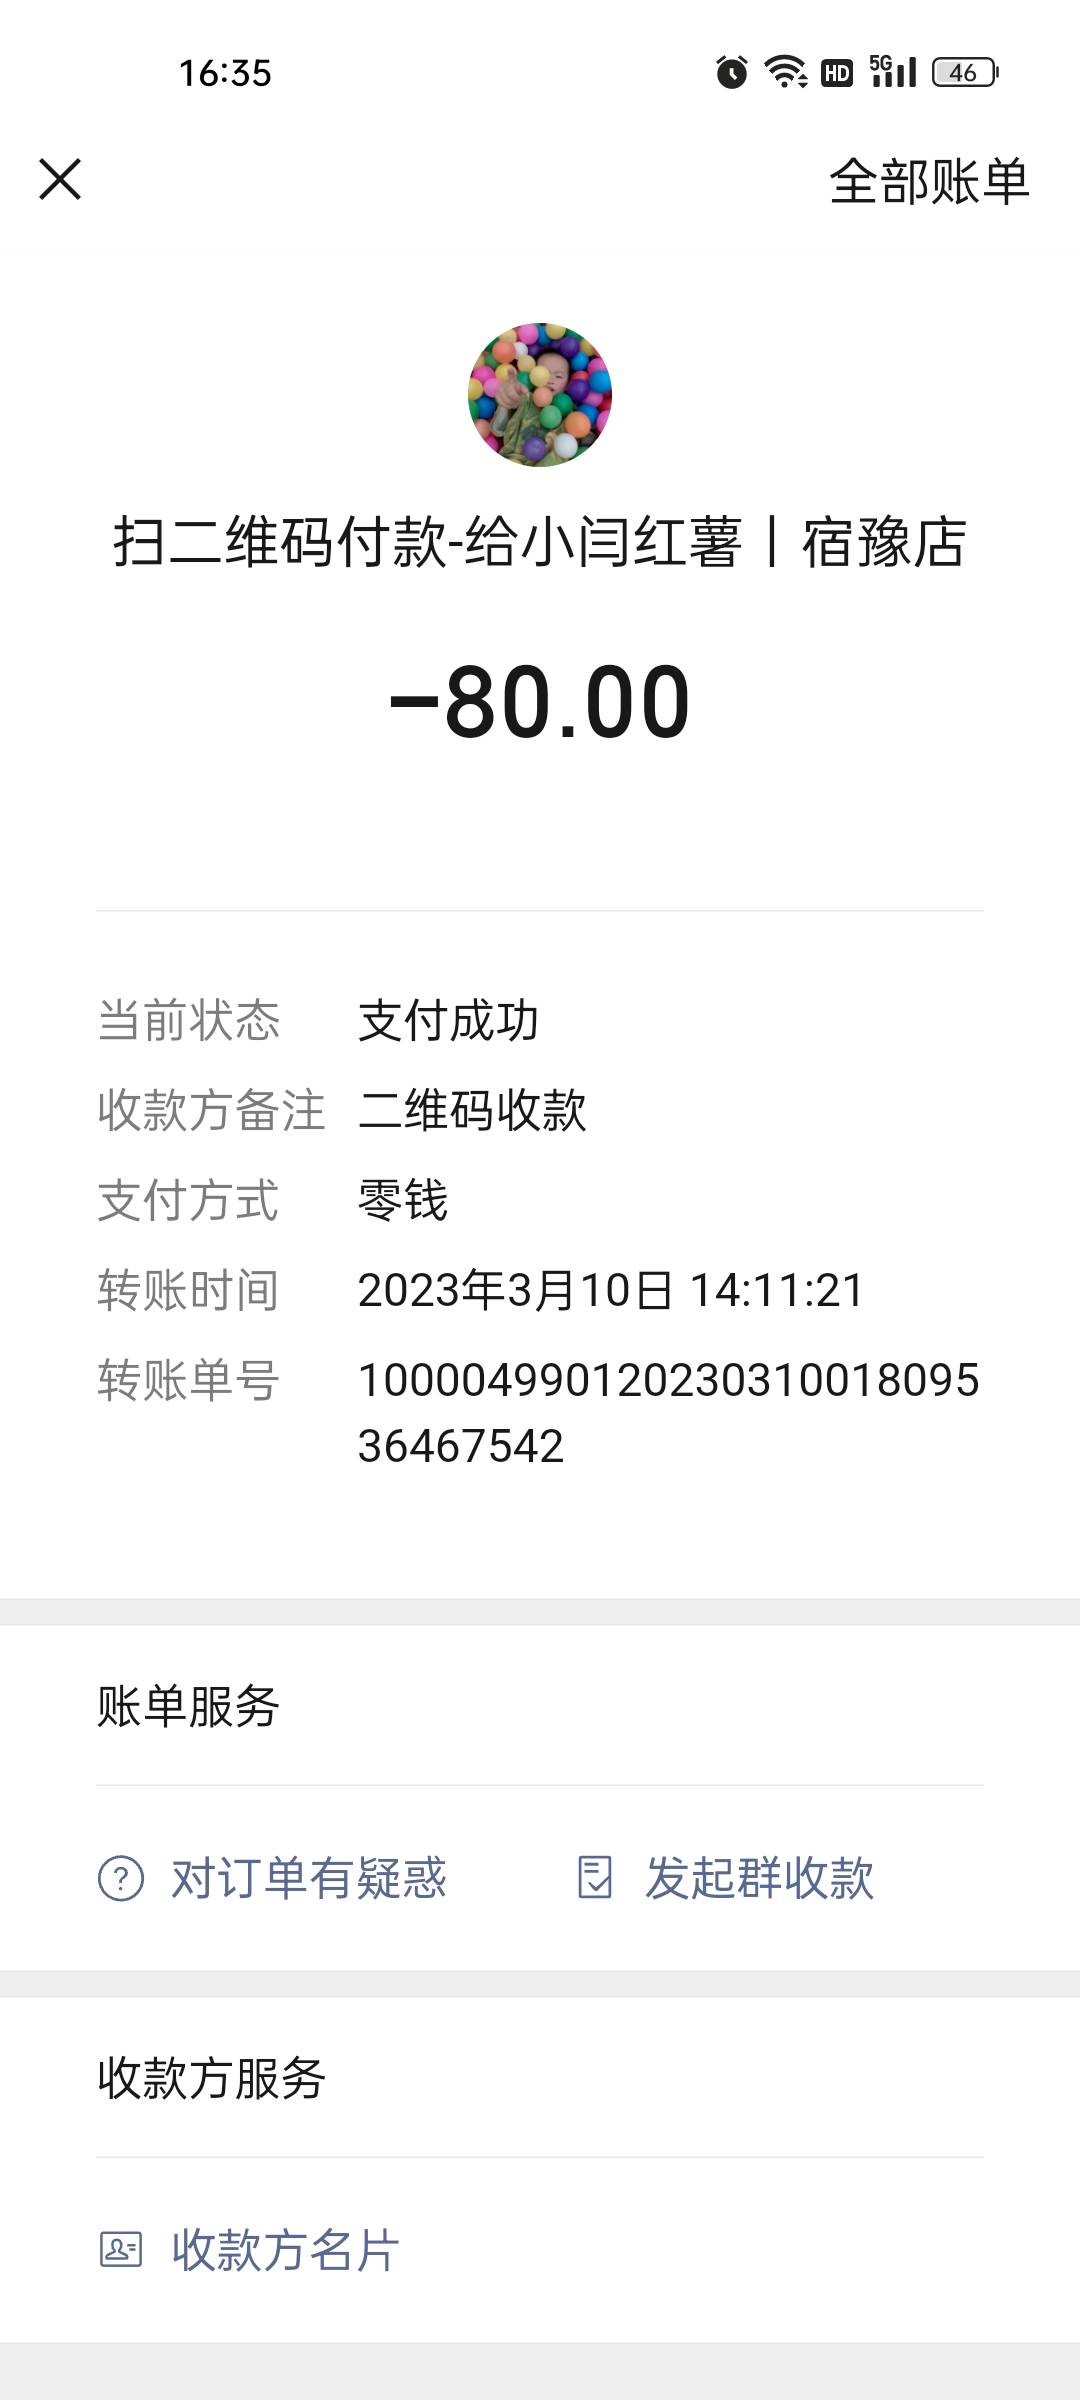 16:35
HD 5G 46
全部账单
扫二维码付款-给小闫红薯丨宿豫店
-80.00
当前状态 支付成功
收款方备注 二维码收款
支付方式 零钱
转账时间 2023年3月10日 14:11:21
转账单号 100004990120230310018095
36467542
账单服务
对订单有疑惑 发起群收款
收款方服务
收款方名片